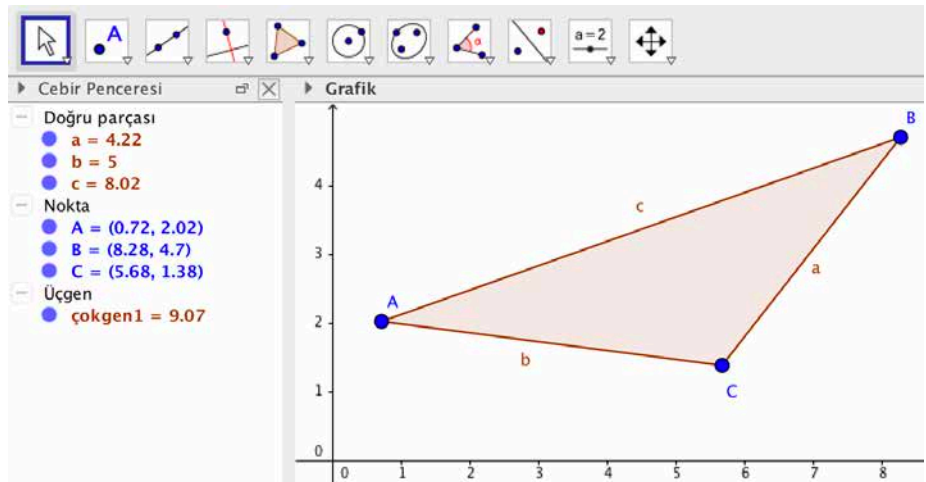 A
a=2
Cebir Penceresi
Grafik
Doğru parçası
a = 4.22
b = 5
c = 8.02
Nokta
A = (0.72, 2.02)
B = (8.28, 4.7)
C = (5.68, 1.38)
Üçgen
çokgen1 = 9.07
B
4
c
3
a
A
2
b
1
C
0
0 1 2 3 4 5 6 7 8